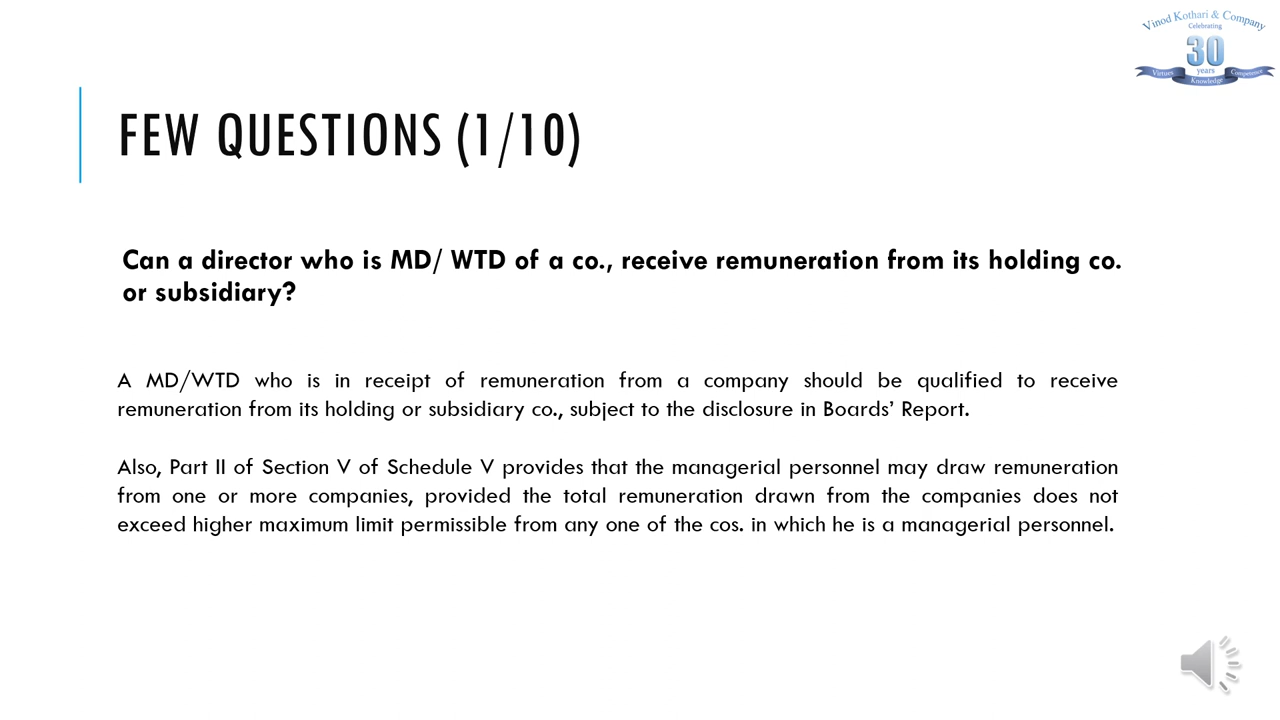 Vinod Kothari & Company
Celebrating
30
years
Virtues Knowledge Competence
FEW QUESTIONS (1/10)
Can a director who is MD/ WTD of a co., receive remuneration from its holding co.
or subsidiary?
A MD/WTD who is in receipt of remuneration from a company should be qualified to receive
remuneration from its holding or subsidiary co., subject to the disclosure in Boards’ Report.
Also, Part II of Section V of Schedule V provides that the managerial personnel may draw remuneration
from one or more companies, provided the total remuneration drawn from the companies does not
exceed higher maximum limit permissible from any one of the cos. in which he is a managerial personnel.